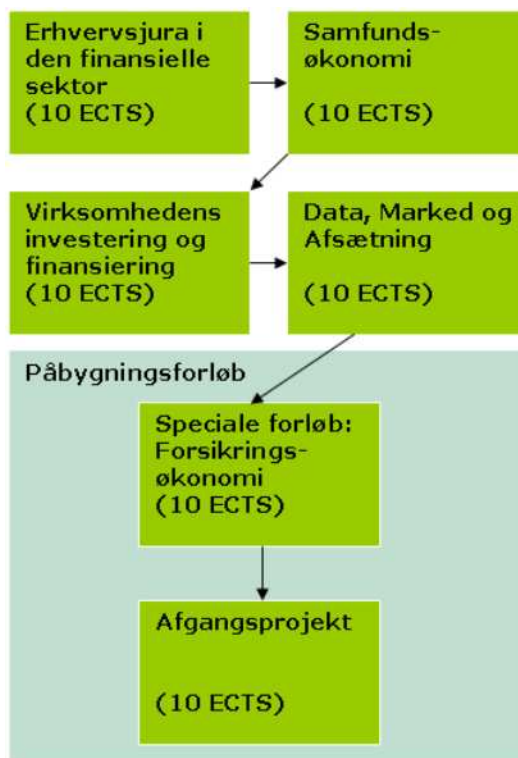 Erhvervsjura i
den finansielle
sektor
(10 ECTS)
Samfunds-
økonomi
(10 ECTS)
Virksomhedens
investering og
finansiering
(10 ECTS)
Data, Marked og
Afsætning
(10 ECTS)
Påbygningsforløb
Speciale forløb:
Forsikrings-
økonomi
(10 ECTS)
Afgangsprojekt
(10 ECTS)